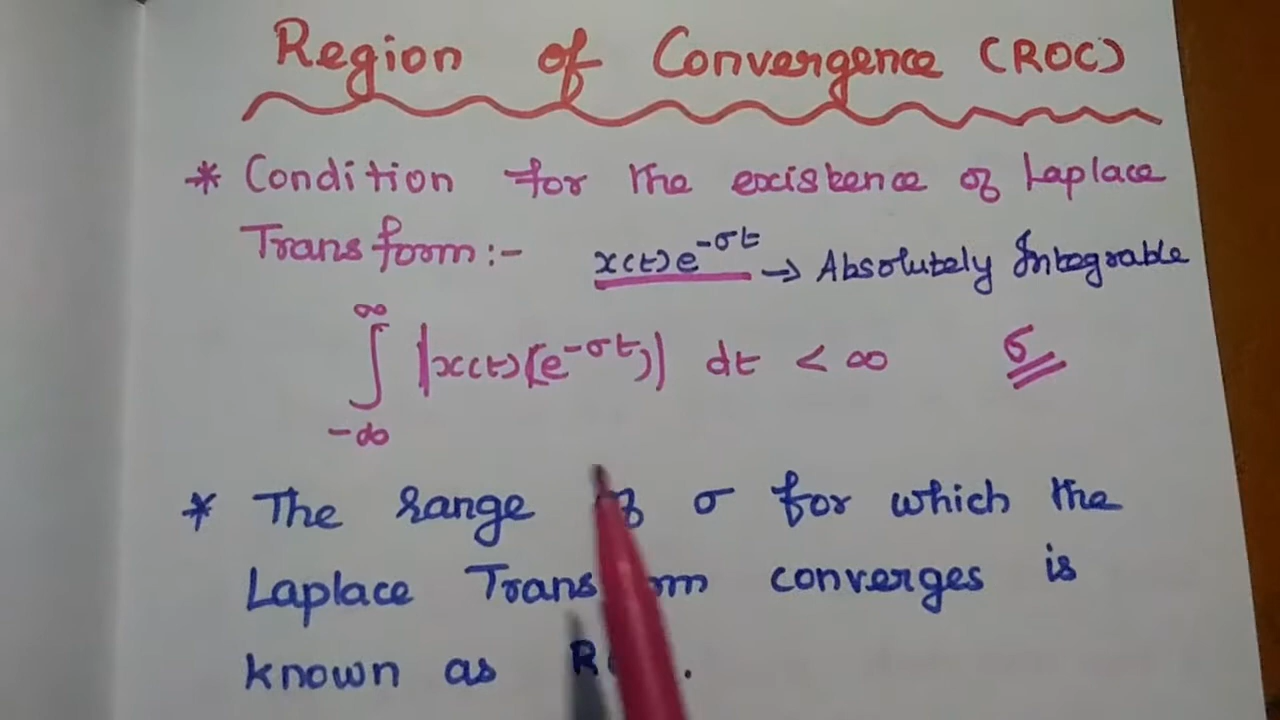 Region of Convergence (ROC)
* Condition for the existence of Laplace
Transform:- x(t)e^-σt → Absolutely Integrable
∞
∫ |x(t)(e^-σt)| dt < ∞ σ
-∞
* The range of σ for which the
Laplace converges is
known as